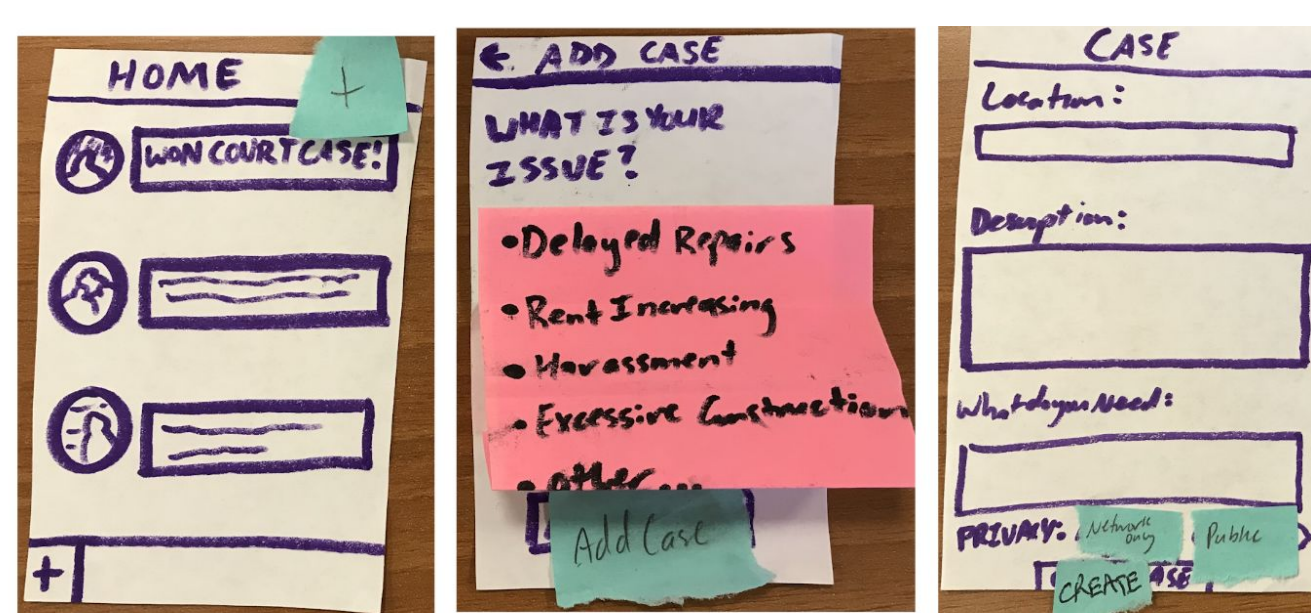 HOME
+
WON COURT CASE!
+
← ADD CASE
WHAT IS YOUR
ISSUE?
•Delayed Repairs
•Rent Increasing
•Harassment
•Excessive Construction
•other...
Add Case
CASE
Location:
Description:
What do you Need:
PRIVACY: Network only Public
CREATE ASE